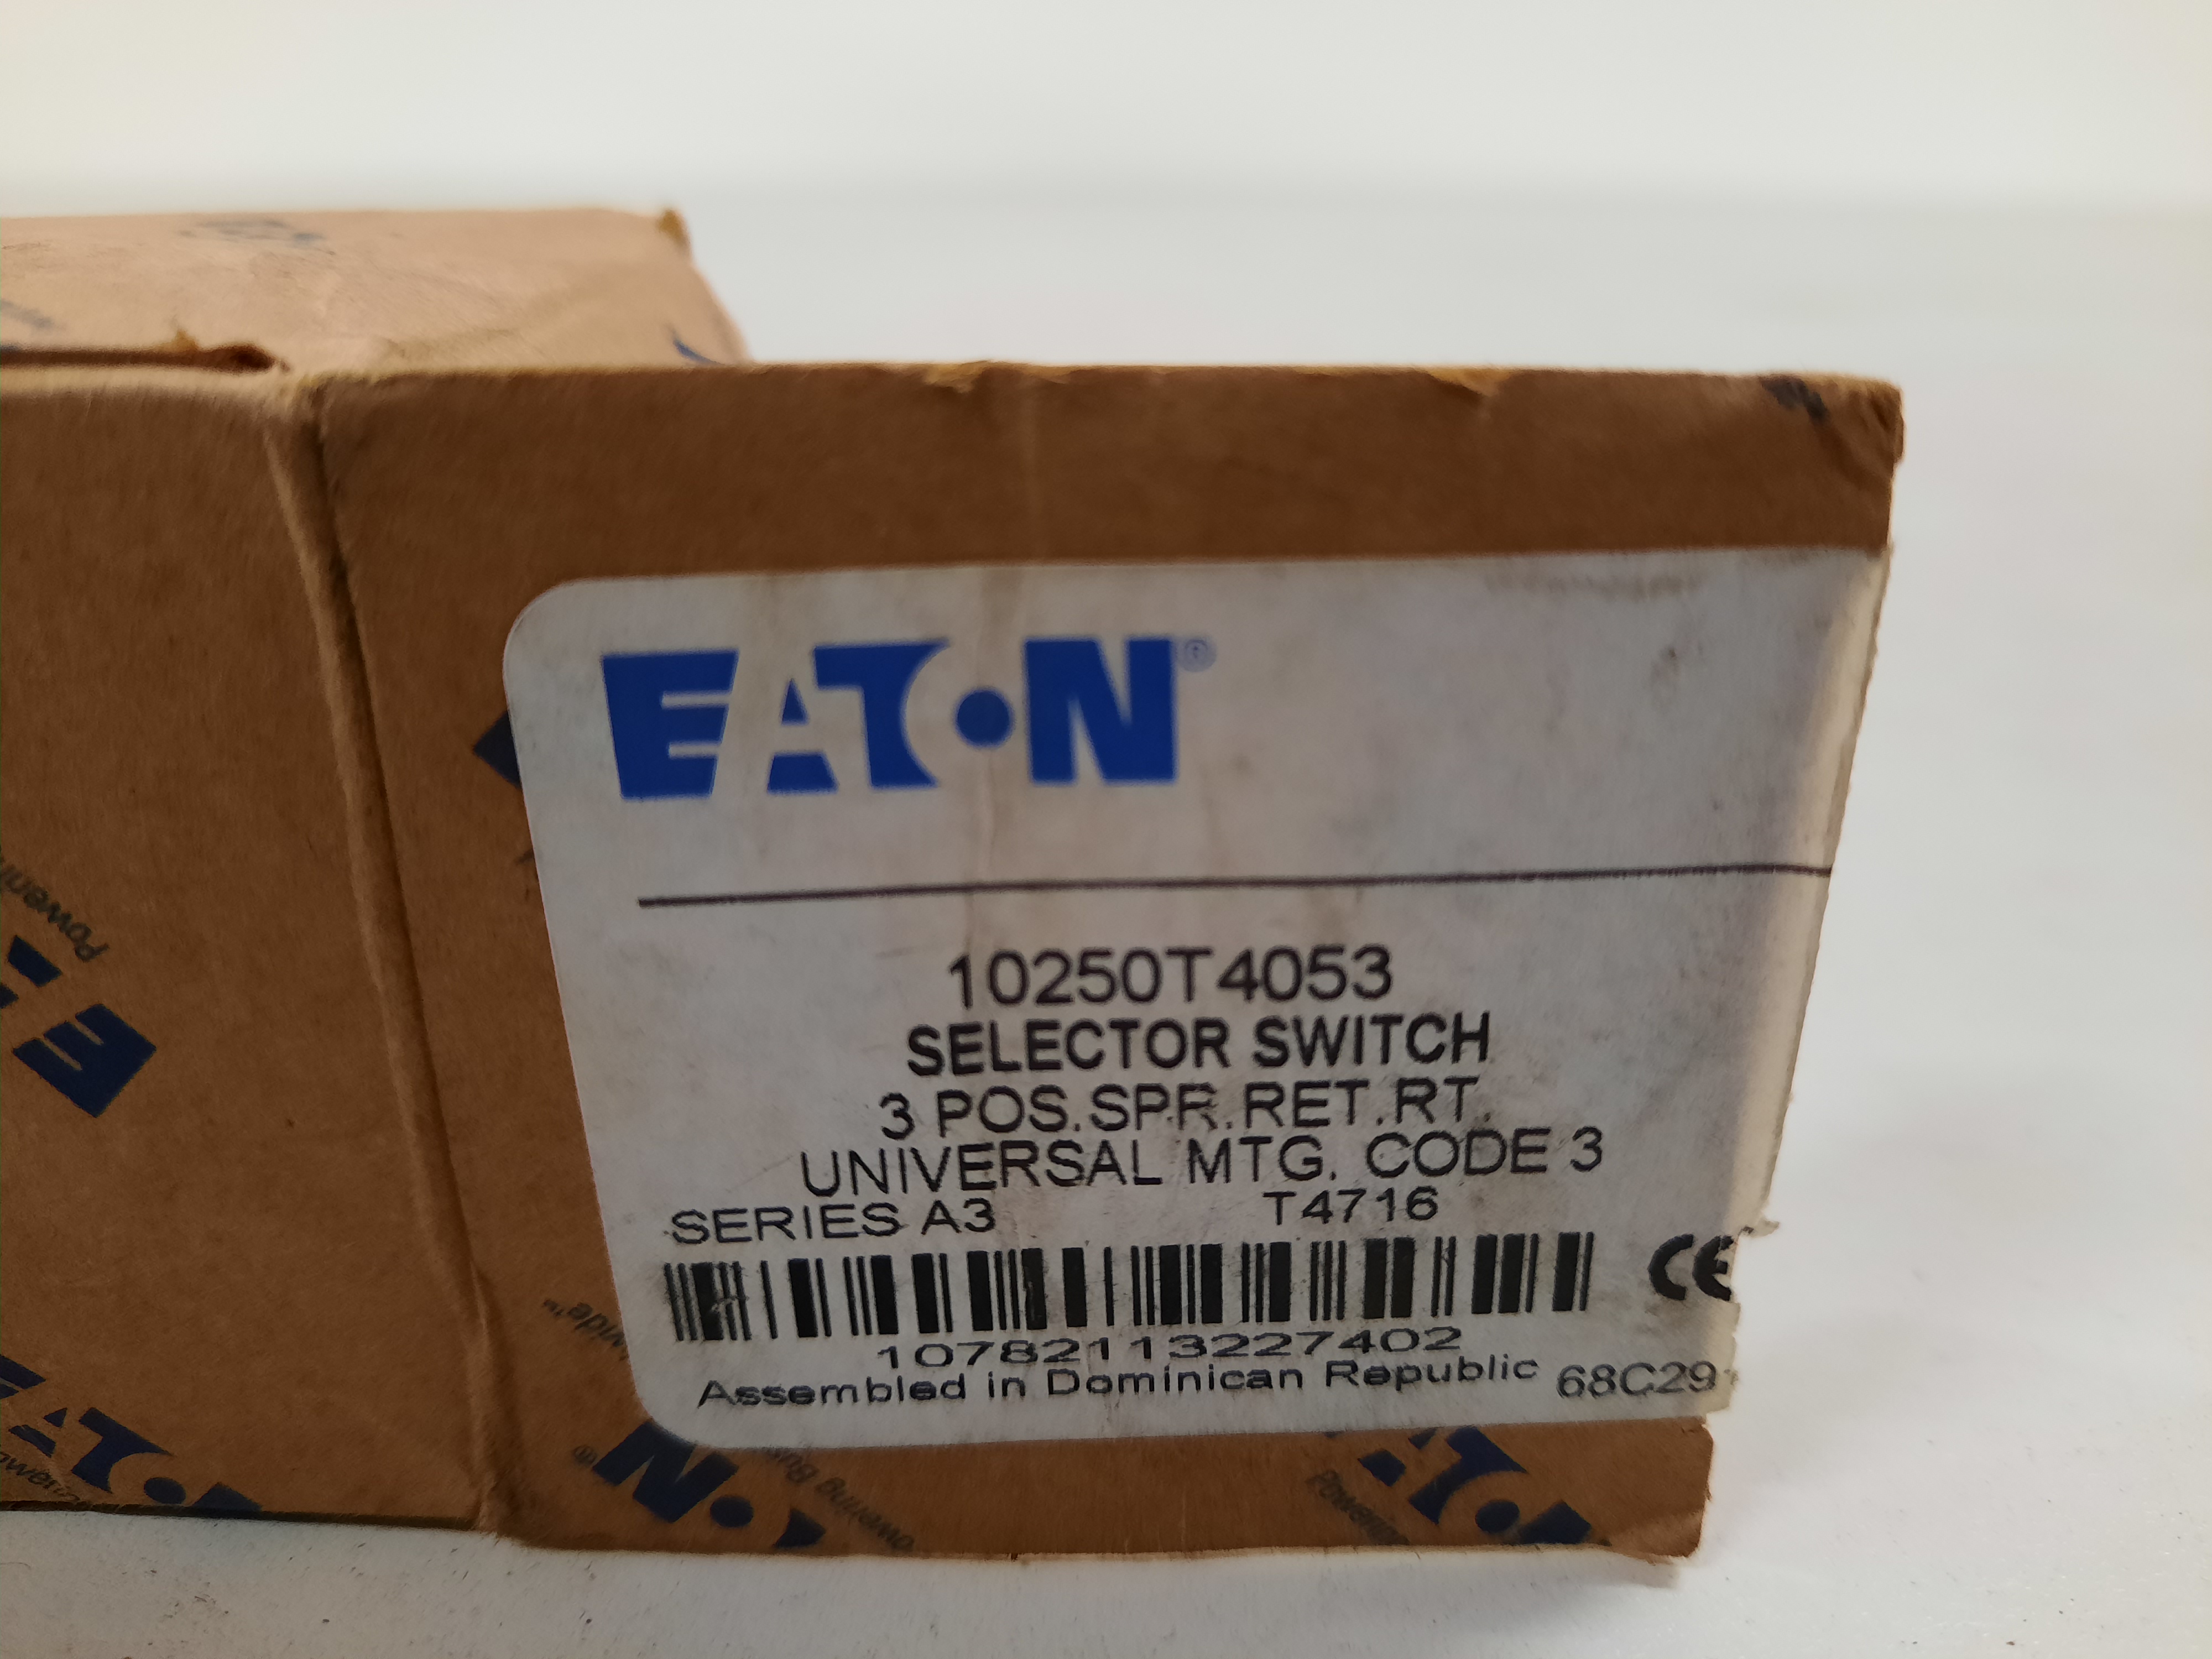 EATON®
10250T4053
SELECTOR SWITCH
3 POS.SPR.RET.RT.
UNIVERSAL MTG. CODE 3
SERIES A3 T4716
CE
10782113227402
Assembled in Dominican Republic 68C29